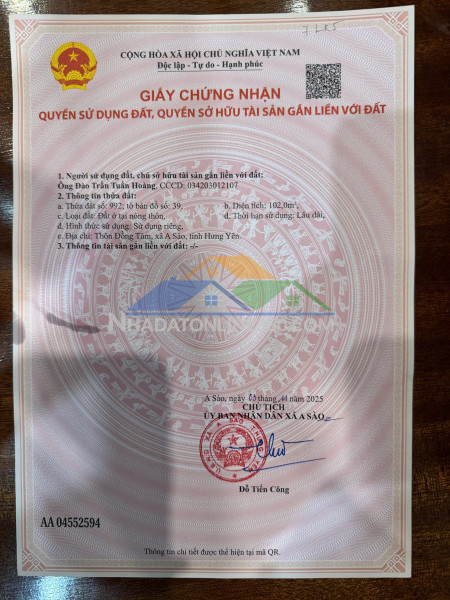 7 LK5
CỘNG HÒA XÃ HỘI CHỦ NGHĨA VIỆT NAM
Độc lập - Tự do - Hạnh phúc
GIẤY CHỨNG NHẬN
QUYỀN SỬ DỤNG ĐẤT, QUYỀN SỞ HỮU TÀI SẢN GẮN LIỀN VỚI ĐẤT
1. Người sử dụng đất, chủ sở hữu tài sản gắn liền với đất:
Ông Đào Trần Tuấn Hoàng, CCCD: 034203012107
2. Thông tin thửa đất:
a. Thửa đất số: 992; tờ bản đồ số: 39, b. Diện tích: 102,0m²,
c. Loại đất: Đất ở tại nông thôn, d. Thời hạn sử dụng: Lâu dài,
đ. Hình thức sử dụng: Sử dụng riêng,
e. Địa chỉ: Thôn Đồng Tâm, xã A Sào, tỉnh Hưng Yên.
3. Thông tin tài sản gắn liền với đất: -/-
A Sào, ngày 03 tháng 11 năm 2025
CHỦ TỊCH
ỦY BAN NHÂN DÂN XÃ A SÀO
Đỗ Tiến Công
AA 04552594
Thông tin chi tiết được thể hiện tại mã QR.